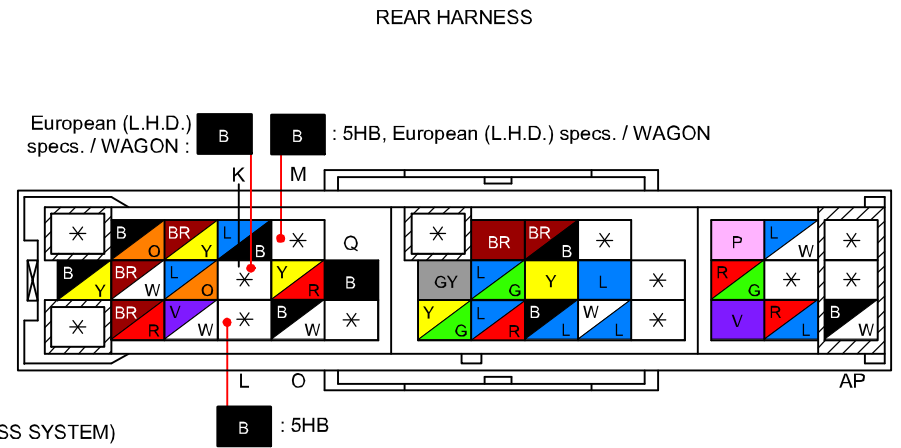 REAR HARNESS
European (L.H.D.)
specs. / WAGON :
B
B
: 5HB, European (L.H.D.) specs. / WAGON
K
M
* B O BR Y L B * Q * BR BR B * P L W *
B Y BR W L O * Y R B GY L G Y L * R G * *
* BR R V W * B W * Y G L R B L W L * V R L B W
L
O
AP
B
: 5HB
SS SYSTEM)